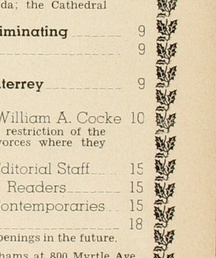 da; the Cathedral
iminating 9
9
terrey 9
William A. Cocke 10
restriction of the
vorces where they
ditorial Staff 15
Readers 15
ontemporaries 15
18
penings in the future.
hams at 800 Myrtle Ave